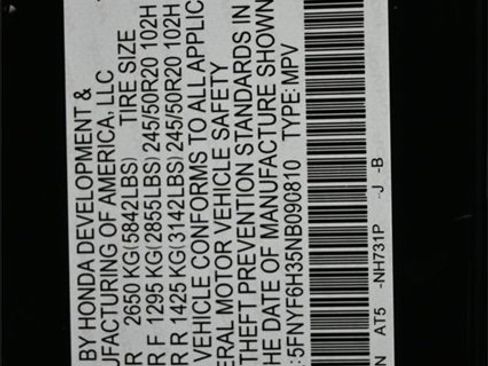 BY HONDA DEVELOPMENT &
UFACTURING OF AMERICA, LLC
R 2650 KG(5842LBS) TIRE SIZE
R F 1295 KG(2855LBS) 245/50R20 102H
R R 1425 KG(3142LBS) 245/50R20 102H
VEHICLE CONFORMS TO ALL APPLIC
ERAL MOTOR VEHICLE SAFETY
THEFT PREVENTION STANDARDS IN
HE DATE OF MANUFACTURE SHOWN
: 5FNYF6H35NB090810 TYPE: MPV
N AT5 -NH731P -J -B